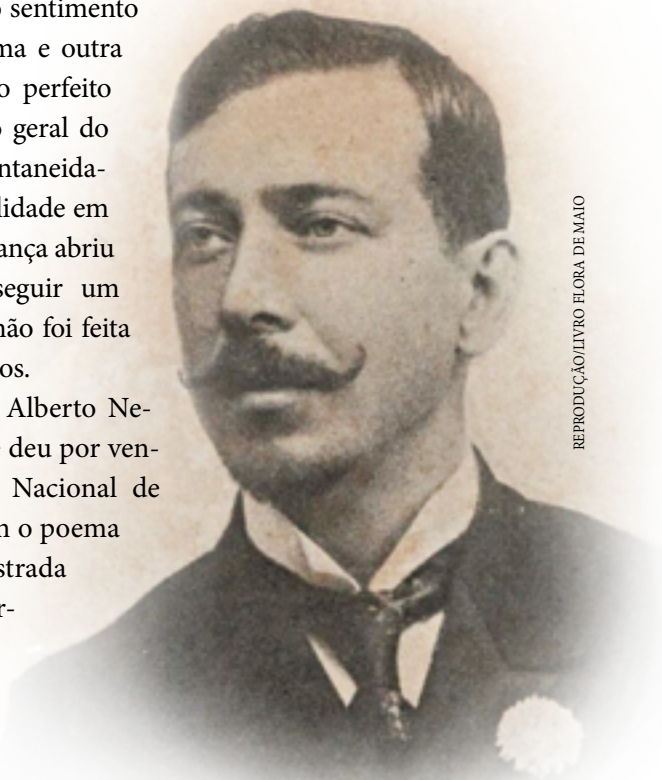 sentimento
ma e outra
o perfeito
geral do
ntaneida-
lidade em
ança abriu
seguir um
não foi feita
os.
Alberto Ne-
deu por ven-
Nacional de
o poema
strada
r-
REPRODUÇÃO/LIVRO FLORA DE MAIO